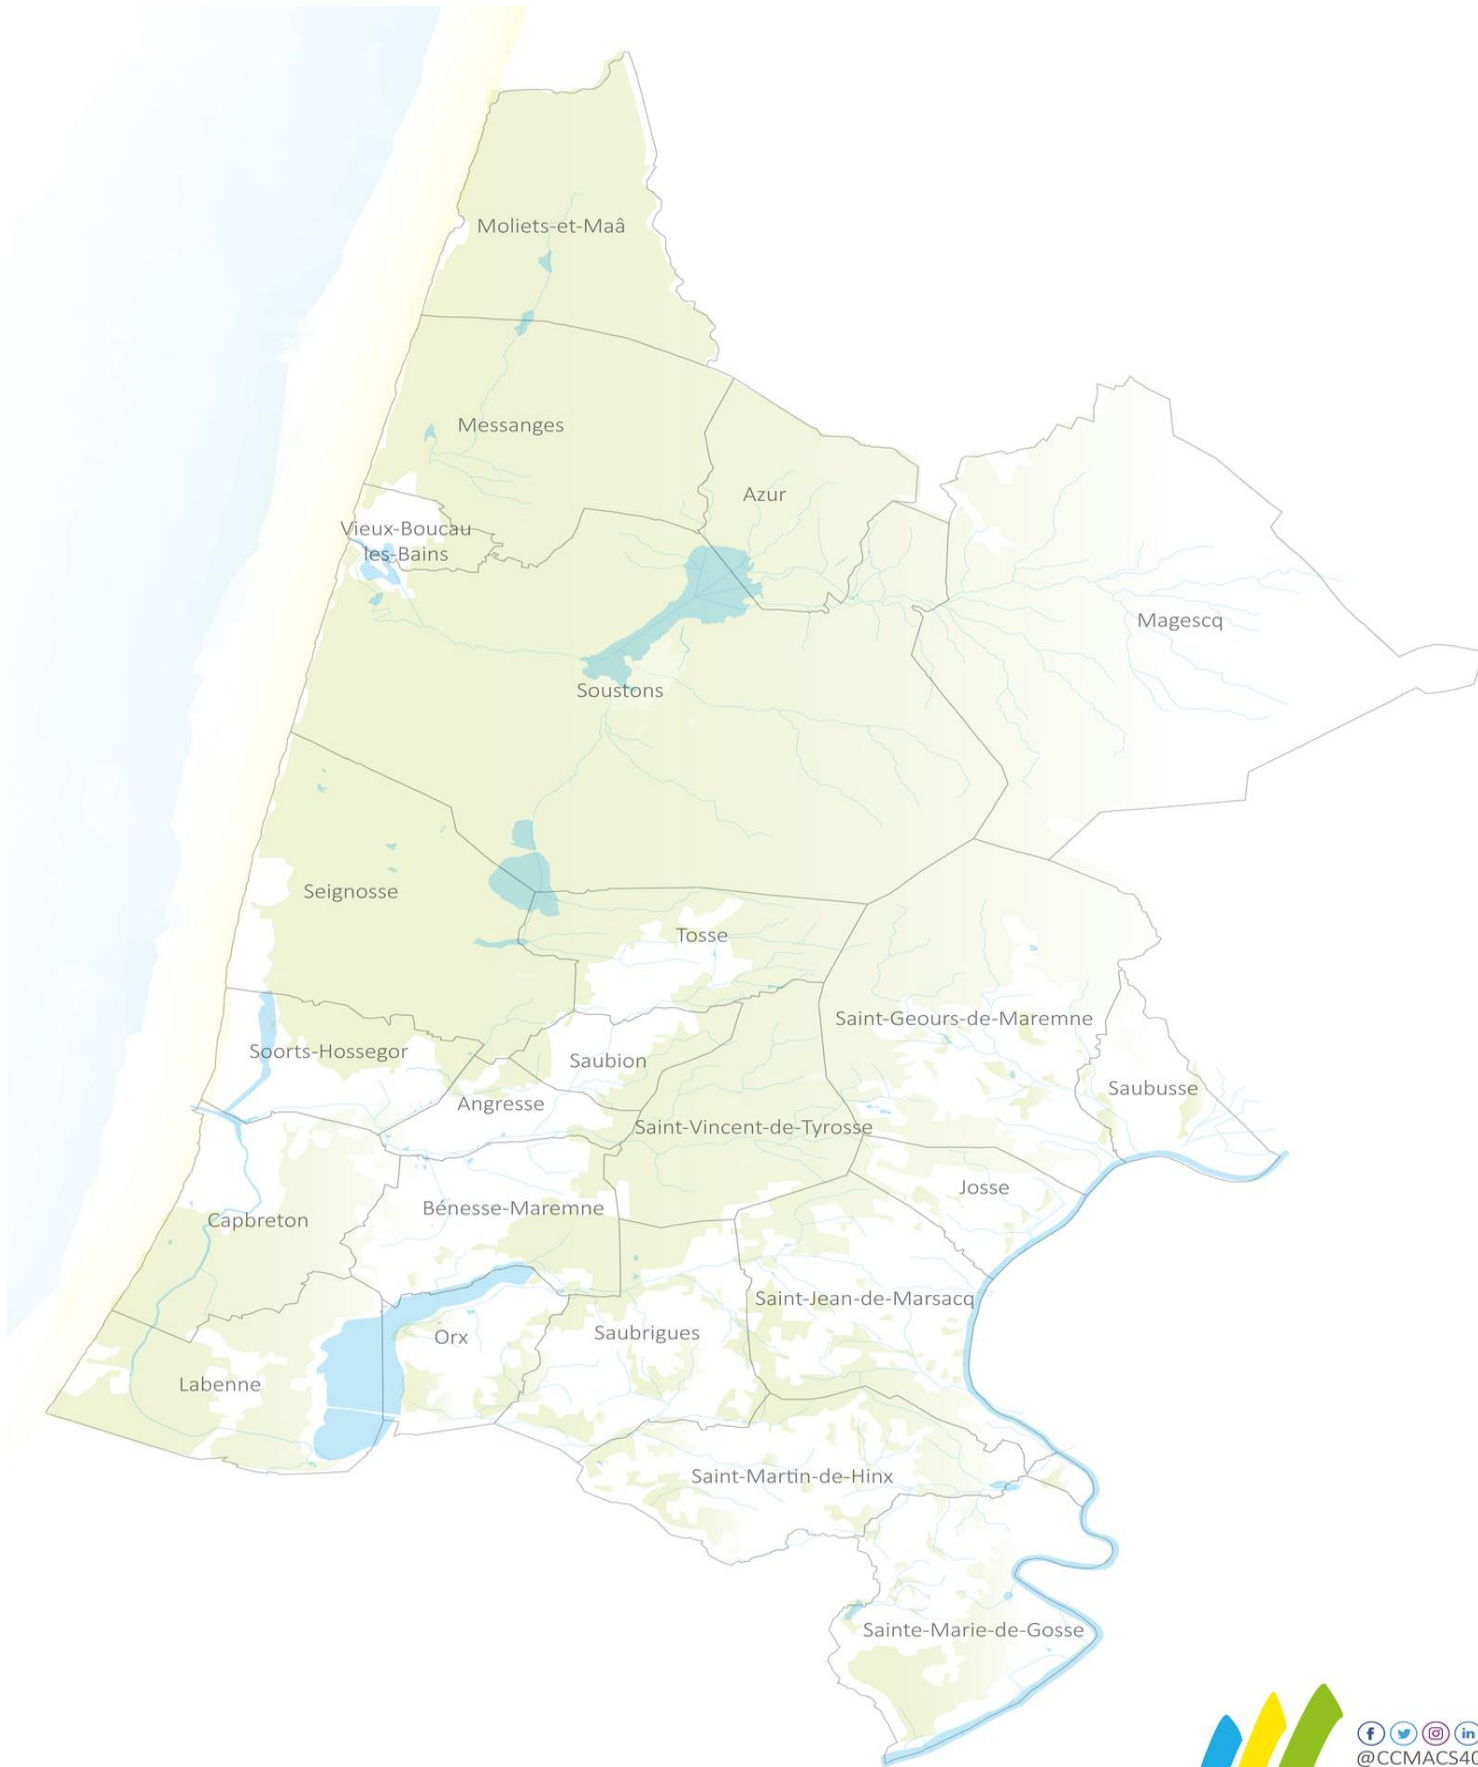 Moliets-et-Maâ
Messanges
Azur
Vieux-Boucau
les-Bains
Magescq
Soustons
Seignosse
Tosse
Saint-Geours-de-Maremne
Soorts-Hossegor
Saubion
Saubusse
Angresse
Saint-Vincent-de-Tyrosse
Josse
Bénesse-Maremne
Capbreton
Saint-Jean-de-Marsacq
Saubrigues
Orx
Labenne
Saint-Martin-de-Hinx
Sainte-Marie-de-Gosse
@CCMACS40